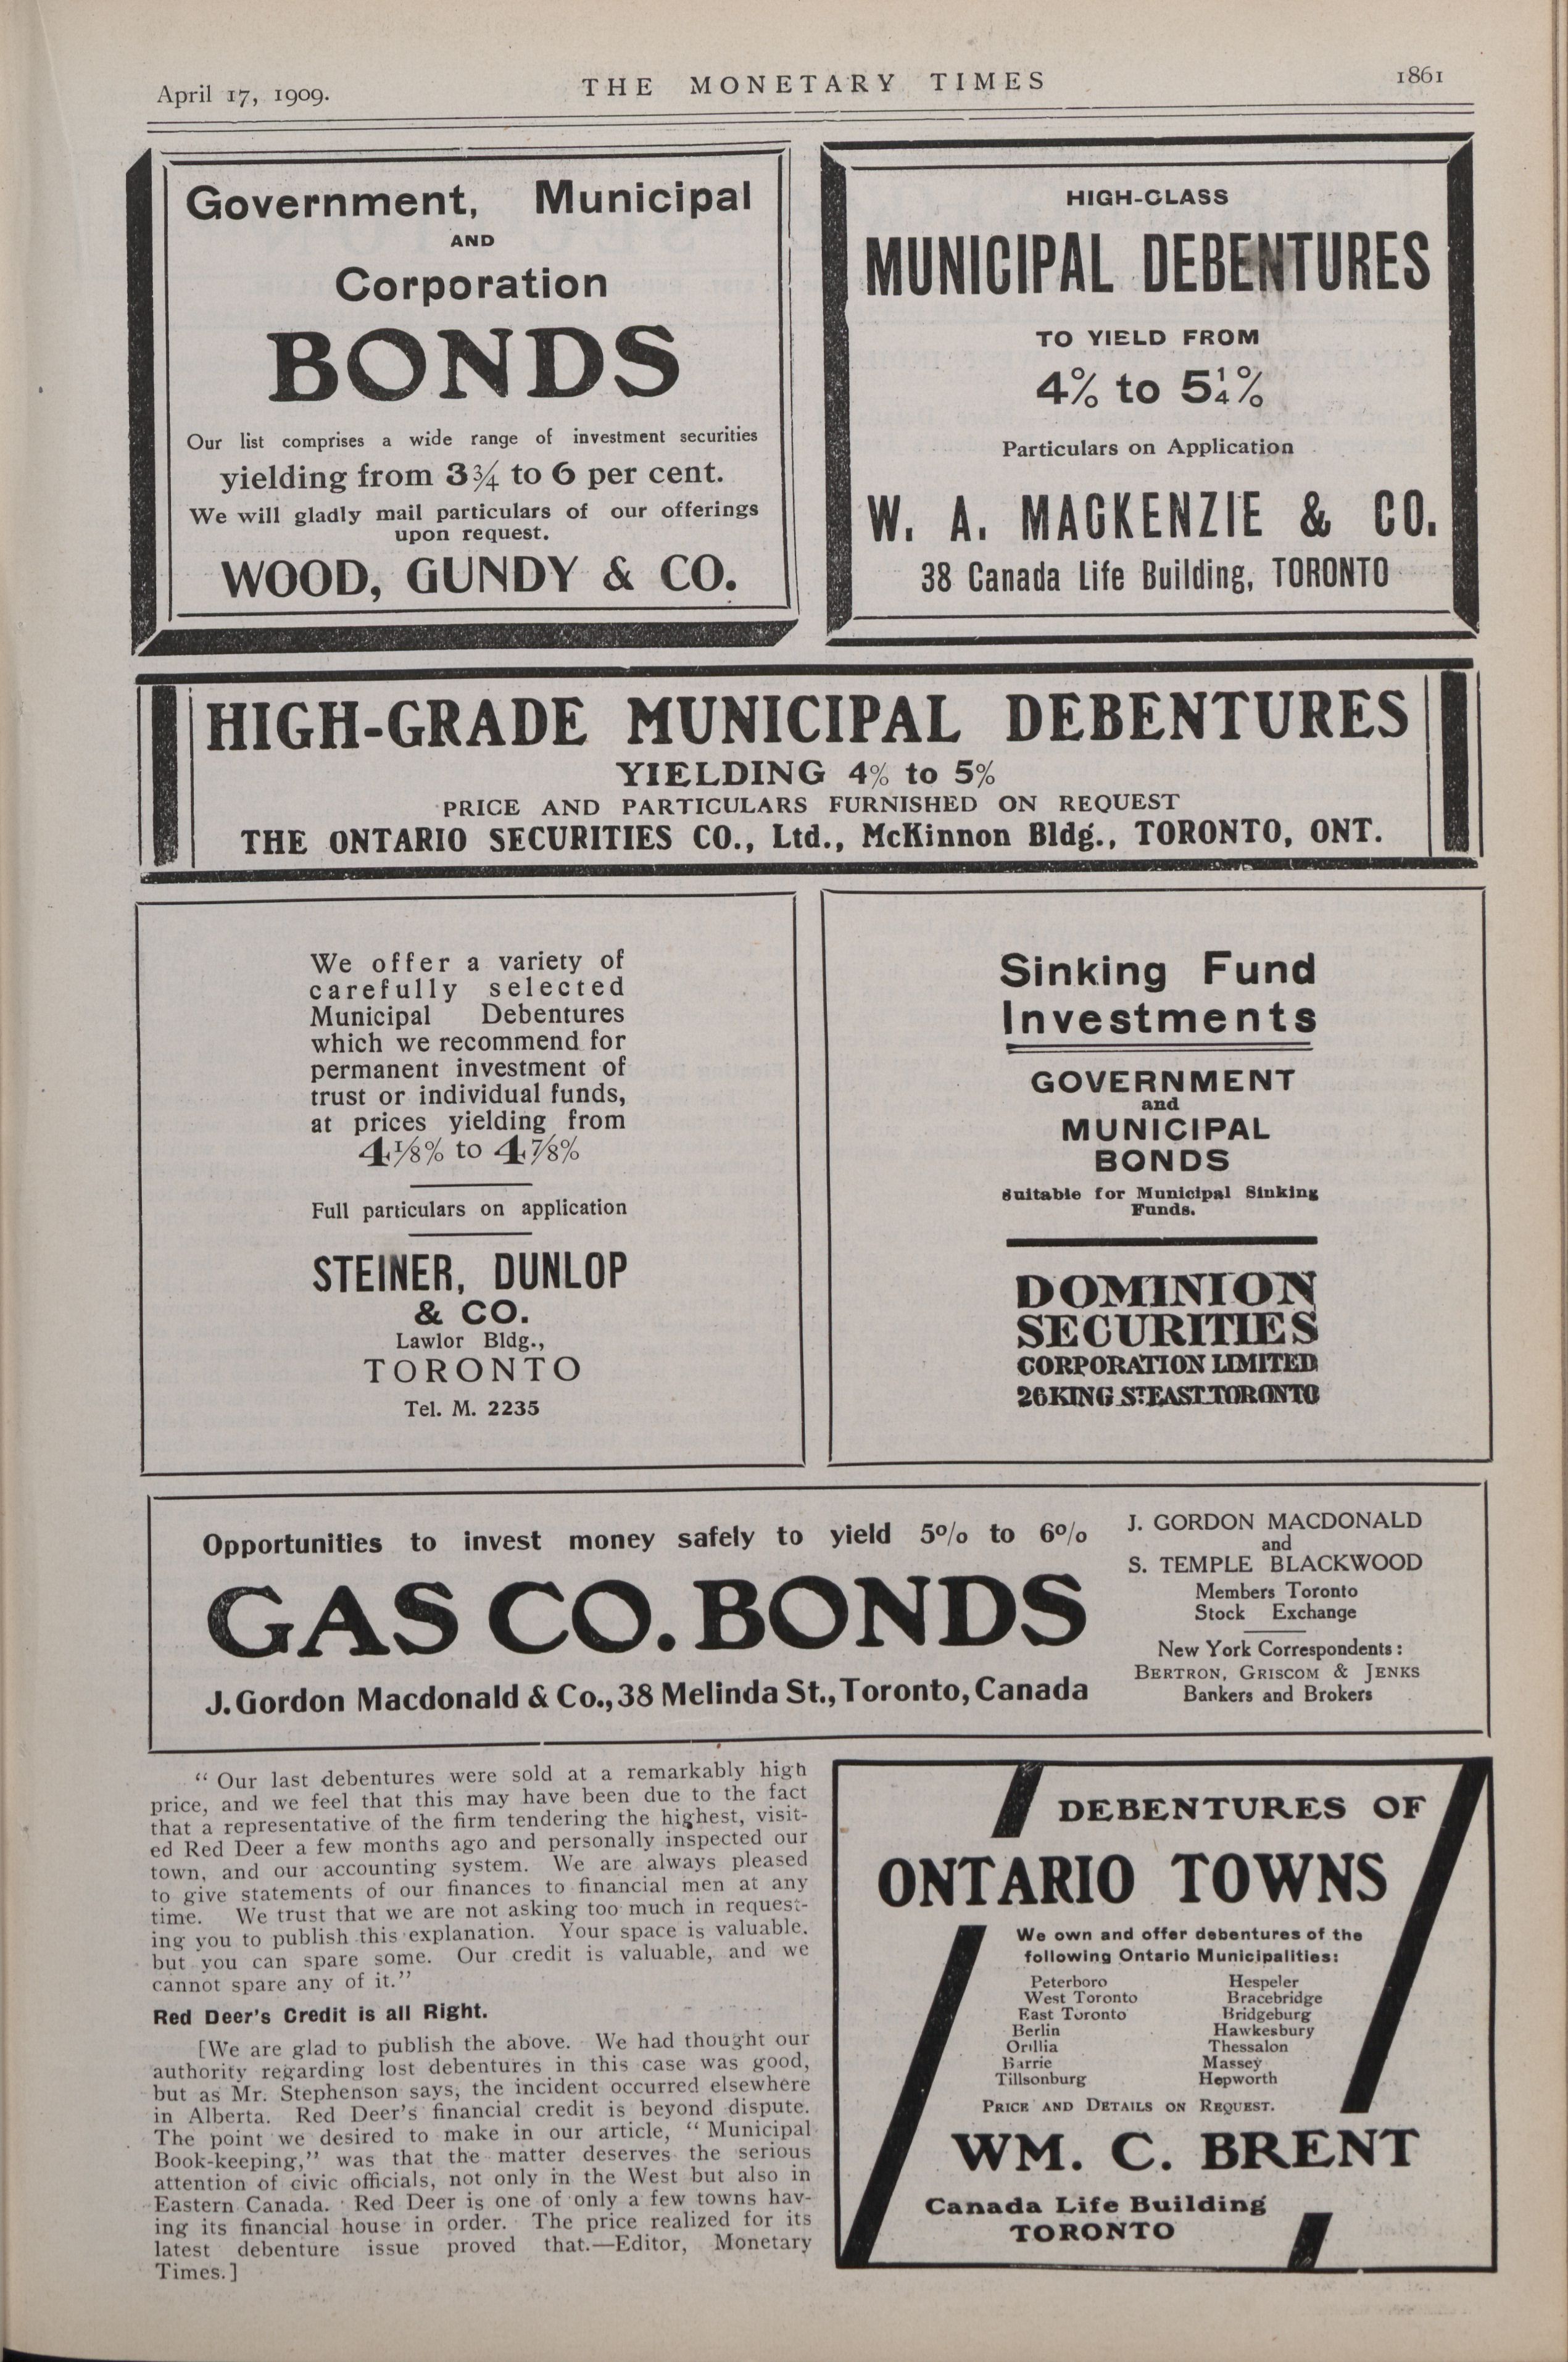 April 17, 1909.
THE MONETARY TIMES
1861
Government, Municipal
AND
Corporation
BONDS
Our list comprises a wide range of investment securities
yielding from 3¾ to 6 per cent.
We will gladly mail particulars of our offerings
upon request.
WOOD, GUNDY & CO.
HIGH-CLASS
MUNICIPAL DEBENTURES
TO YIELD FROM
4% to 5¼%
Particulars on Application
W. A. MACKENZIE & CO.
38 Canada Life Building, TORONTO
HIGH-GRADE MUNICIPAL DEBENTURES
YIELDING 4% to 5%
PRICE AND PARTICULARS FURNISHED ON REQUEST
THE ONTARIO SECURITIES CO., Ltd., McKinnon Bldg., TORONTO, ONT.
We offer a variety of
carefully selected
Municipal Debentures
which we recommend for
permanent investment of
trust or individual funds,
at prices yielding from
4⅛% to 4⅞%
Full particulars on application
STEINER, DUNLOP
& CO.
Lawlor Bldg.,
TORONTO
Tel. M. 2235
Sinking Fund
Investments
GOVERNMENT
and
MUNICIPAL
BONDS
Suitable for Municipal Sinking
Funds.
DOMINION
SECURITIES
CORPORATION LIMITED
26 KING ST. EAST TORONTO
Opportunities to invest money safely to yield 5% to 6%
GAS CO. BONDS
J. Gordon Macdonald & Co., 38 Melinda St., Toronto, Canada
J. GORDON MACDONALD
and
S. TEMPLE BLACKWOOD
Members Toronto
Stock Exchange
New York Correspondents:
BERTRON, GRISCOM & JENKS
Bankers and Brokers
“Our last debentures were sold at a remarkably high
price, and we feel that this may have been due to the fact
that a representative of the firm tendering the highest, visit-
ed Red Deer a few months ago and personally inspected our
town, and our accounting system. We are always pleased
to give statements of our finances to financial men at any
time. We trust that we are not asking too much in request-
ing you to publish this explanation. Your space is valuable,
but you can spare some. Our credit is valuable, and we
cannot spare any of it.”
Red Deer's Credit is all Right.
[We are glad to publish the above. We had thought our
authority regarding lost debentures in this case was good,
but as Mr. Stephenson says, the incident occurred elsewhere
in Alberta. Red Deer's financial credit is beyond dispute.
The point we desired to make in our article, “Municipal
Book-keeping,” was that the matter deserves the serious
attention of civic officials, not only in the West but also in
Eastern Canada. Red Deer is one of only a few towns hav-
ing its financial house in order. The price realized for its
latest debenture issue proved that.—Editor, Monetary
Times.]
DEBENTURES OF
ONTARIO TOWNS
We own and offer debentures of the
following Ontario Municipalities:
Peterboro
West Toronto
East Toronto
Berlin
Orillia
Barrie
Tillsonburg
Hespeler
Bracebridge
Bridgeburg
Hawkesbury
Thessalon
Massey
Hepworth
PRICE AND DETAILS ON REQUEST.
WM. C. BRENT
Canada Life Building
TORONTO